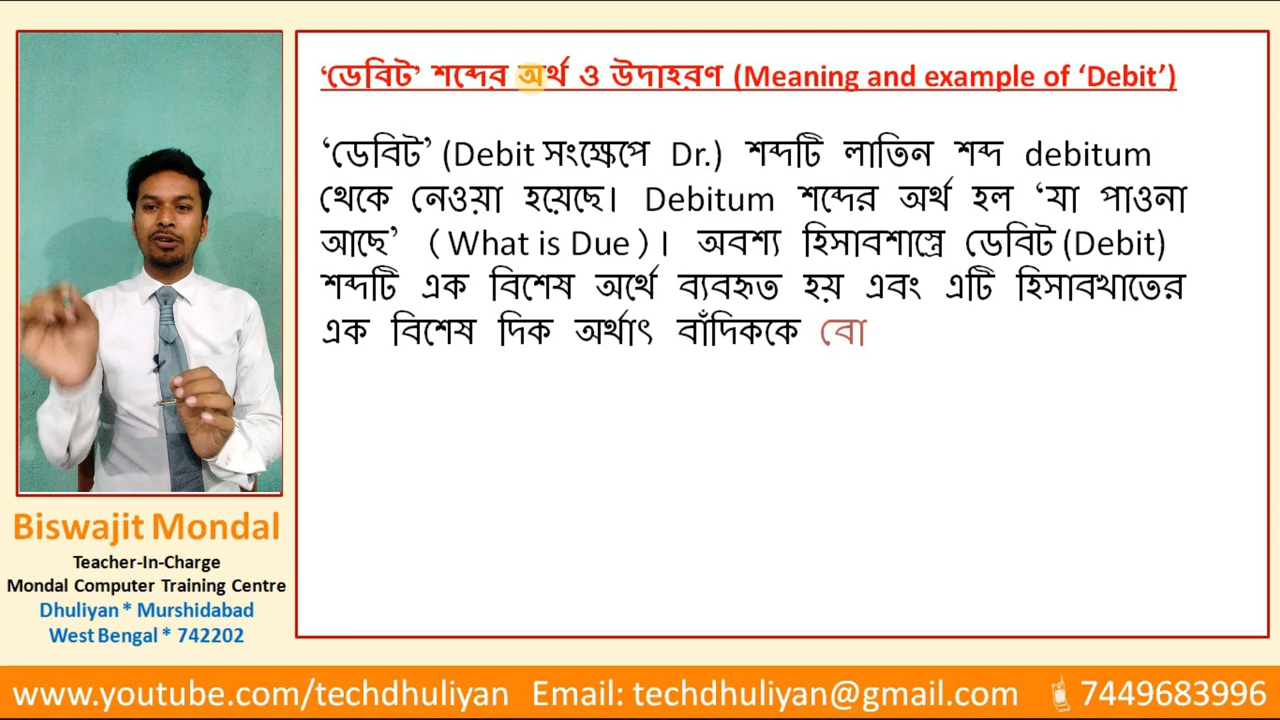 ‘ডেবিট’ শব্দের অর্থ ও উদাহরণ (Meaning and example of ‘Debit’)
‘ডেবিট’ (Debit সংক্ষেপে Dr.) শব্দটি লাতিন শব্দ debitum
থেকে নেওয়া হয়েছে। Debitum শব্দের অর্থ হল ‘যা পাওনা
আছে’ ( What is Due )। অবশ্য হিসাবশাস্ত্রে ডেবিট (Debit)
শব্দটি এক বিশেষ অর্থে ব্যবহৃত হয় এবং এটি হিসাবখাতের
এক বিশেষ দিক অর্থাৎ বাঁদিককে বো
Biswajit Mondal
Teacher-In-Charge
Mondal Computer Training Centre
Dhuliyan * Murshidabad
West Bengal * 742202
www.youtube.com/techdhuliyan Email: techdhuliyan@gmail.com 7449683996